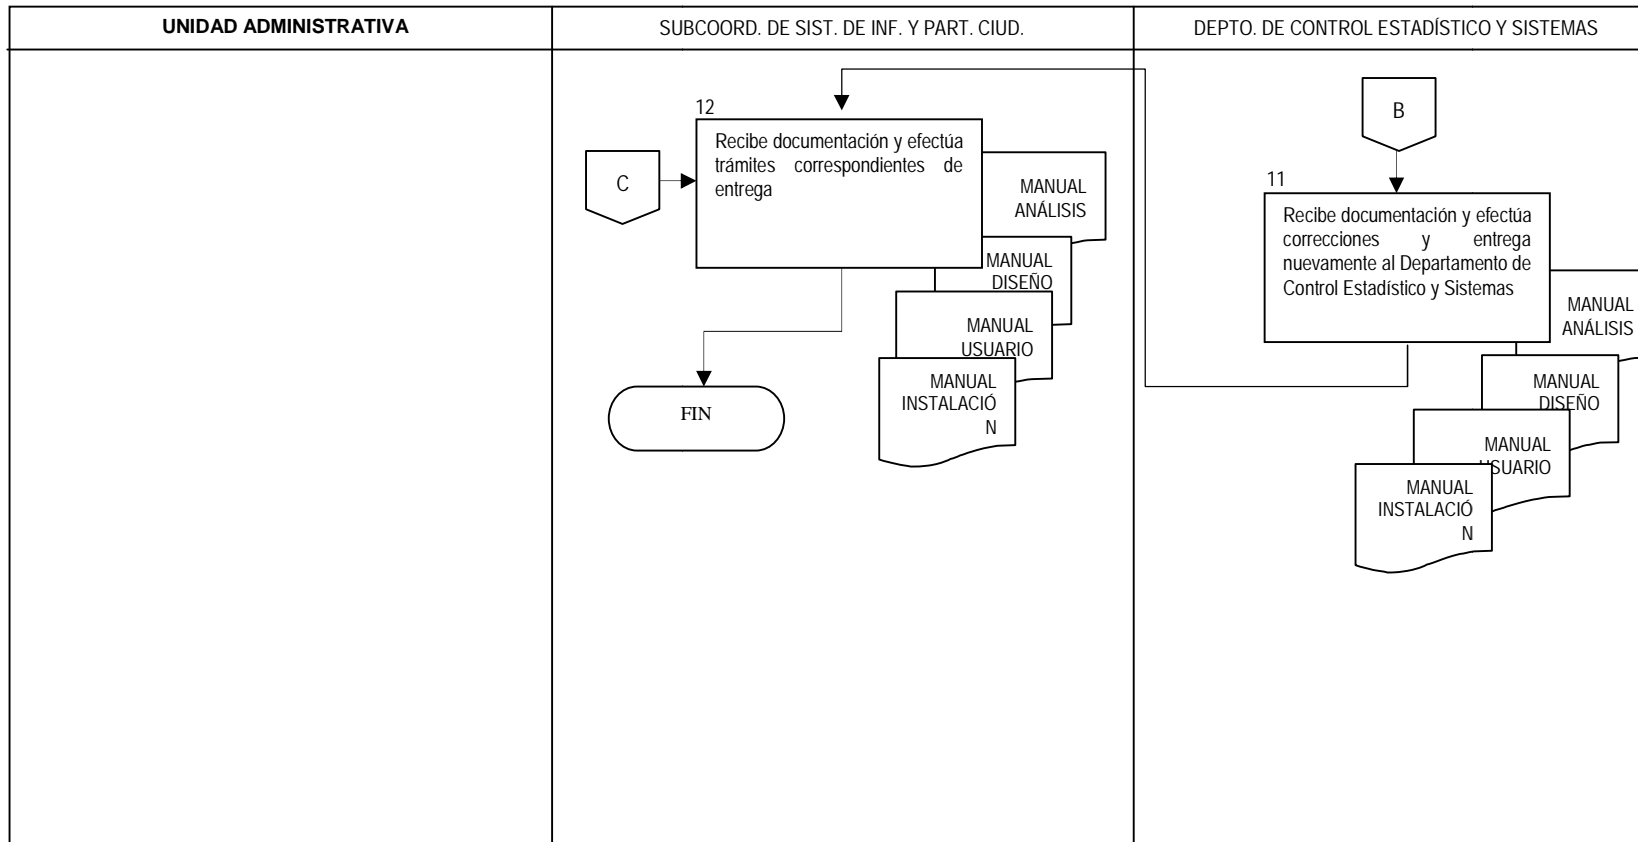 UNIDAD ADMINISTRATIVA
SUBCOORD. DE SIST. DE INF. Y PART. CIUD.
DEPTO. DE CONTROL ESTADÍSTICO Y SISTEMAS
12
Recibe documentación y efectúa
trámites correspondientes de
entrega
C
MANUAL
ANÁLISIS
MANUAL
DISEÑO
MANUAL
USUARIO
MANUAL
INSTALACIÓ
N
FIN
B
11
Recibe documentación y efectúa
correcciones y entrega
nuevamente al Departamento de
Control Estadístico y Sistemas
MANUAL
ANÁLISIS
MANUAL
DISEÑO
MANUAL
USUARIO
MANUAL
INSTALACIÓ
N